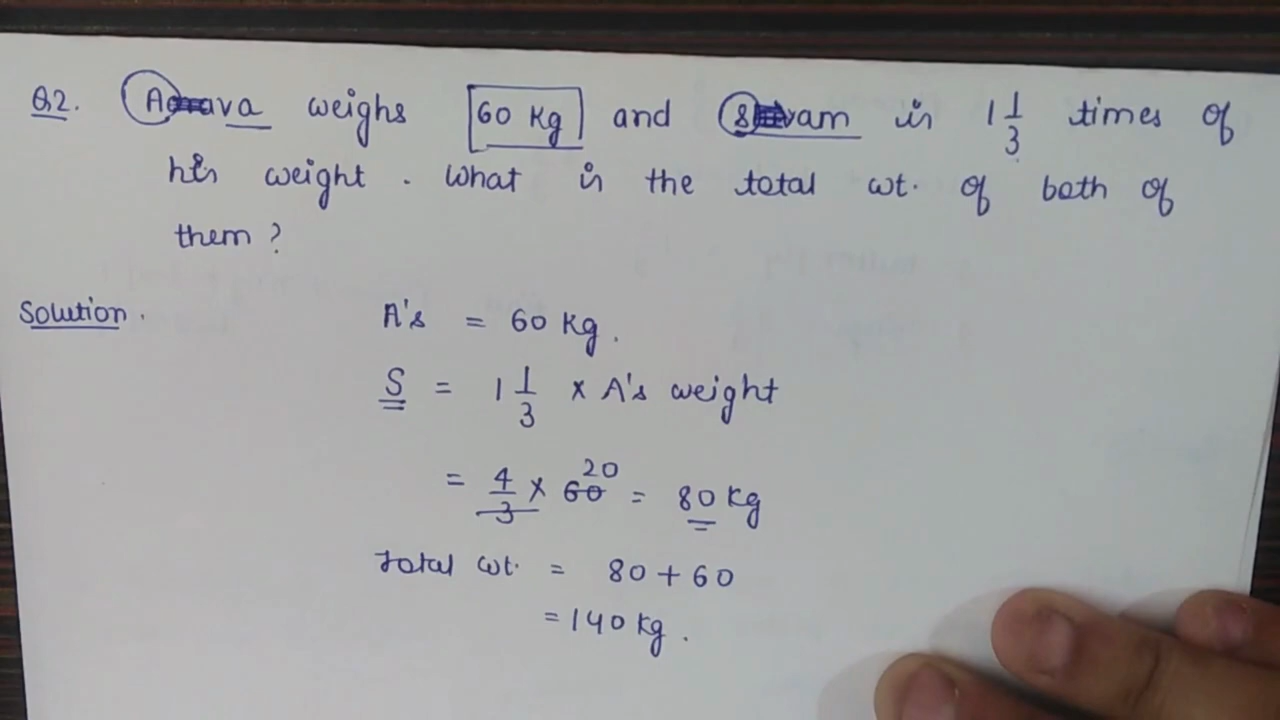 Q2. weighs 60 Kg and is 1 1/3 times of
his weight. What is the total wt. of both of
them ?
Solution.
A's = 60 Kg.
S = 1 1/3 × A's weight
= 4/3 × 60 20 = 80 Kg
Total wt. = 80 + 60
= 140 Kg.